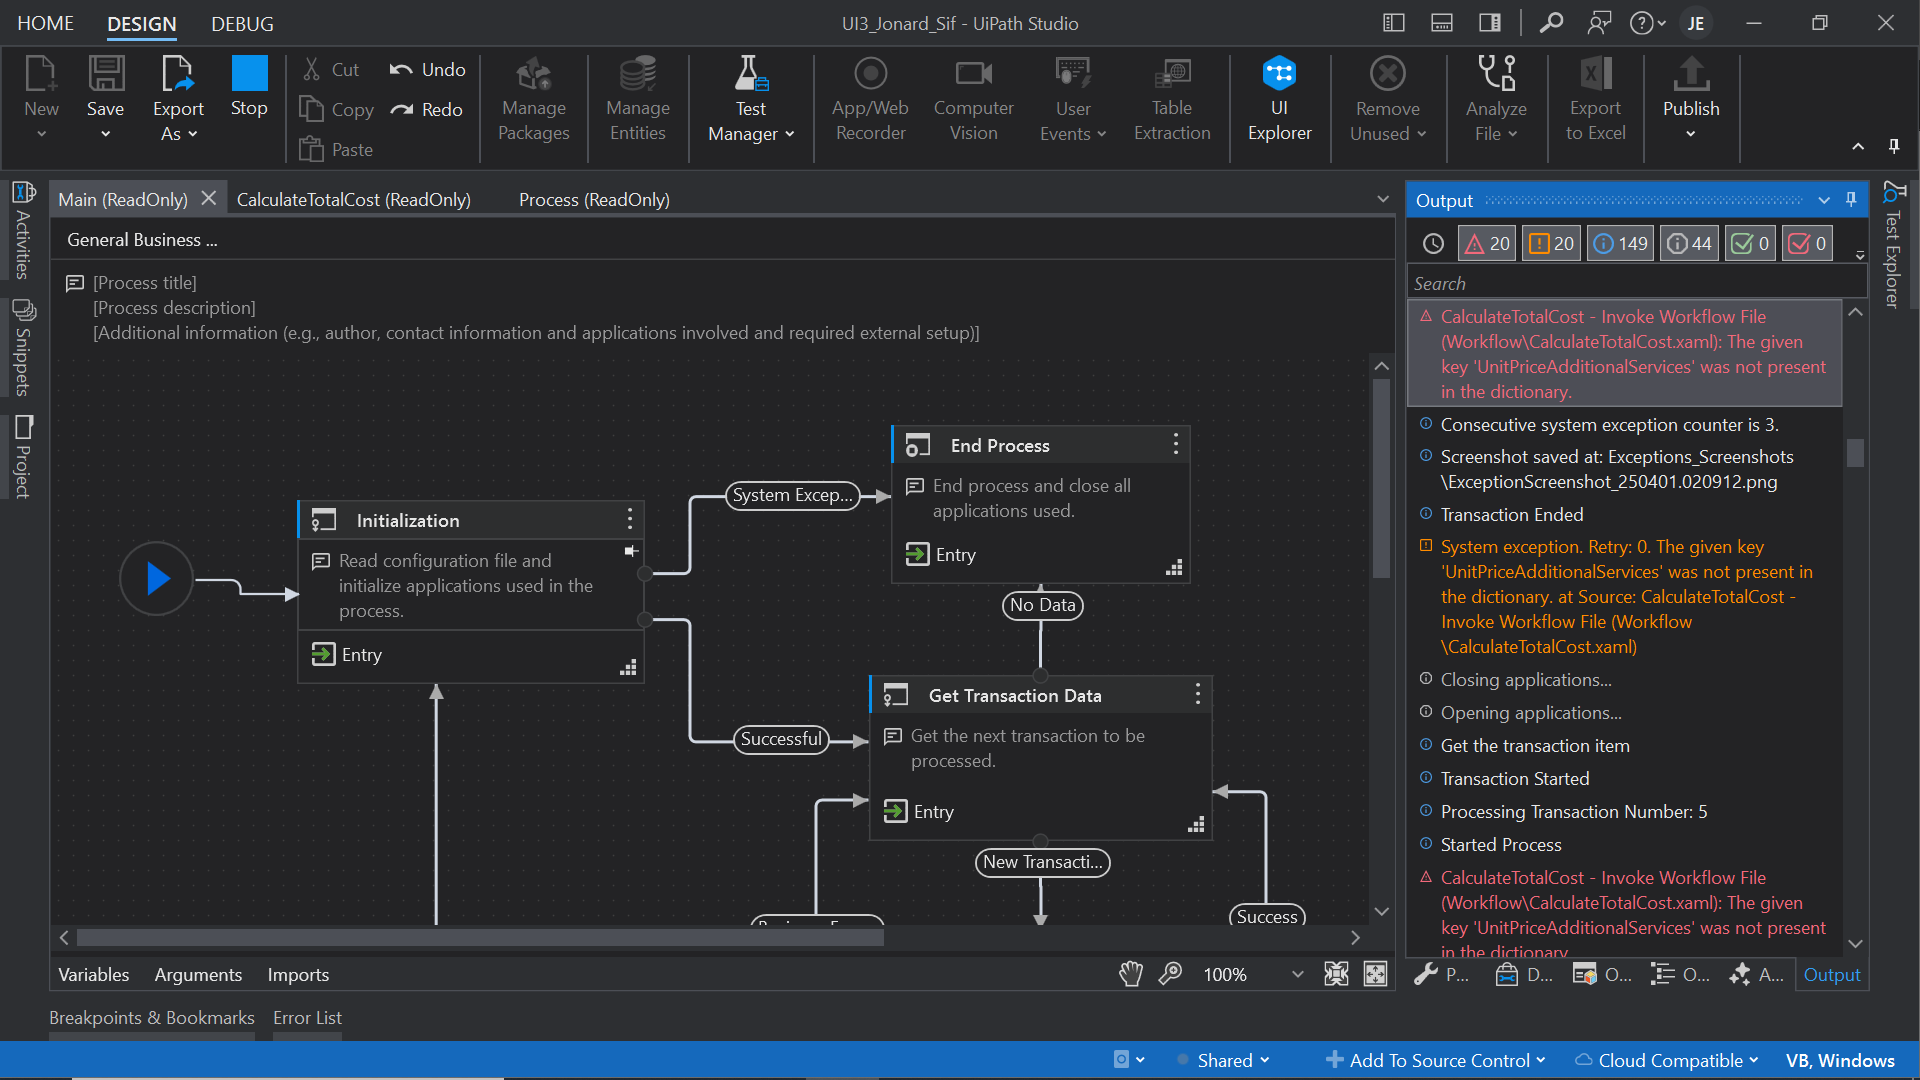 HOME DESIGN DEBUG UI3_Jonard_Sif - UiPath Studio JE
New Save Export As Stop Cut Copy Paste Undo Redo Manage Packages Manage Entities Test Manager App/Web Recorder Computer Vision User Events Table Extraction UI Explorer Remove Unused Analyze File Export to Excel Publish
Activities
Snippets
Project
Main (ReadOnly) CalculateTotalCost (ReadOnly) Process (ReadOnly)
General Business ...
[Process title]
[Process description]
[Additional information (e.g., author, contact information and applications involved and required external setup)]
Initialization
Read configuration file and
initialize applications used in the
process.
Entry
System Excep...
End Process
End process and close all
applications used.
Entry
No Data
Successful
Get Transaction Data
Get the next transaction to be
processed.
Entry
New Transacti...
Success
Variables Arguments Imports 100%
Output
20 20 149 44 0 0
Search
CalculateTotalCost - Invoke Workflow File
(Workflow\CalculateTotalCost.xaml): The given
key 'UnitPriceAdditionalServices' was not present
in the dictionary.
Consecutive system exception counter is 3.
Screenshot saved at: Exceptions_Screenshots
\ExceptionScreenshot_250401.020912.png
Transaction Ended
System exception. Retry: 0. The given key
'UnitPriceAdditionalServices' was not present in
the dictionary. at Source: CalculateTotalCost -
Invoke Workflow File (Workflow
\CalculateTotalCost.xaml)
Closing applications...
Opening applications...
Get the transaction item
Transaction Started
Processing Transaction Number: 5
Started Process
CalculateTotalCost - Invoke Workflow File
(Workflow\CalculateTotalCost.xaml): The given
key 'UnitPriceAdditionalServices' was not present
in the dictionary
P... D... O... O... A... Output
Test Explorer
Breakpoints & Bookmarks Error List
Shared Add To Source Control Cloud Compatible VB, Windows